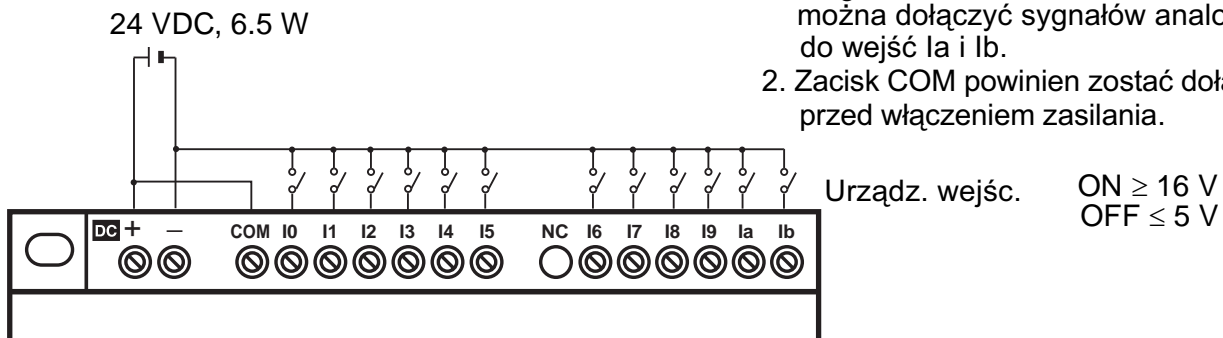 można dołączyć sygnałów
do wejść Ia i Ib.
2. Zacisk COM powinien zostać
przed włączeniem zasilania.
24 VDC, 6.5 W
Urządz. wejśc. ON ≥ 16 V
OFF ≤ 5 V
DC + – COM I0 I1 I2 I3 I4 I5 NC I6 I7 I8 I9 Ia Ib